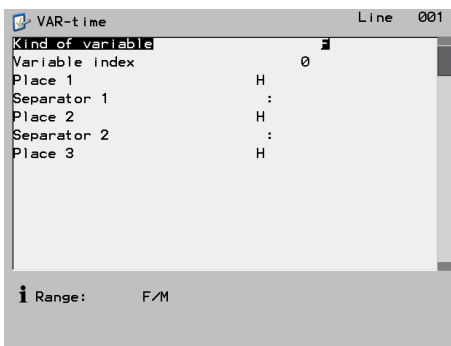 VAR-time Line 001
Kind of variable F
Variable index 0
Place 1 H
Separator 1 :
Place 2 H
Separator 2 :
Place 3 H
i Range: F/M